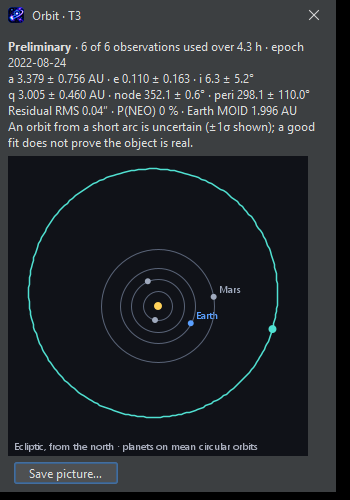 Orbit · T3
Preliminary · 6 of 6 observations used over 4.3 h · epoch
2022-08-24
a 3.379 ± 0.756 AU · e 0.110 ± 0.163 · i 6.3 ± 5.2°
q 3.005 ± 0.460 AU · node 352.1 ± 0.6° · peri 298.1 ± 110.0°
Residual RMS 0.04" · P(NEO) 0 % · Earth MOID 1.996 AU
An orbit from a short arc is uncertain (±1σ shown); a good
fit does not prove the object is real.
Mars
Earth
Ecliptic, from the north · planets on mean circular orbits
Save picture...